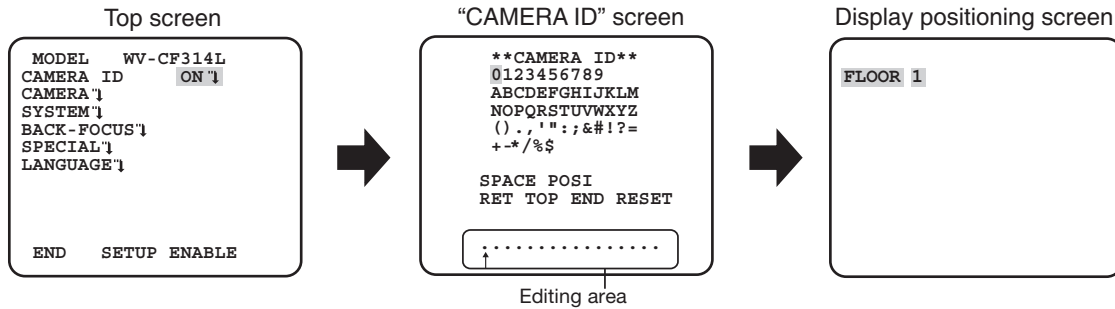 Top screen
MODEL WV-CF314L
CAMERA ID ON
CAMERA
SYSTEM
BACK-FOCUS
SPECIAL
LANGUAGE
END SETUP ENABLE
“CAMERA ID” screen
**CAMERA ID**
0123456789
ABCDEFGHIJKLM
NOPQRSTUVWXYZ
().,'":;&#!?=
+-*/%$
SPACE POSI
RET TOP END RESET
................
Editing area
Display positioning screen
FLOOR 1